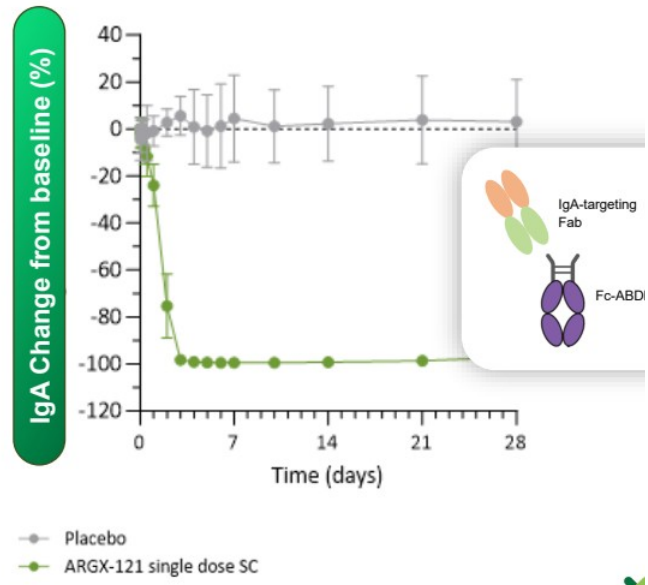 IgA Change from baseline (%)
40
20
0
-20
-40
-60
-80
-100
-120
0 7 14 21 28
Time (days)
IgA-targeting
Fab
Placebo
ARGX-121 single dose SC